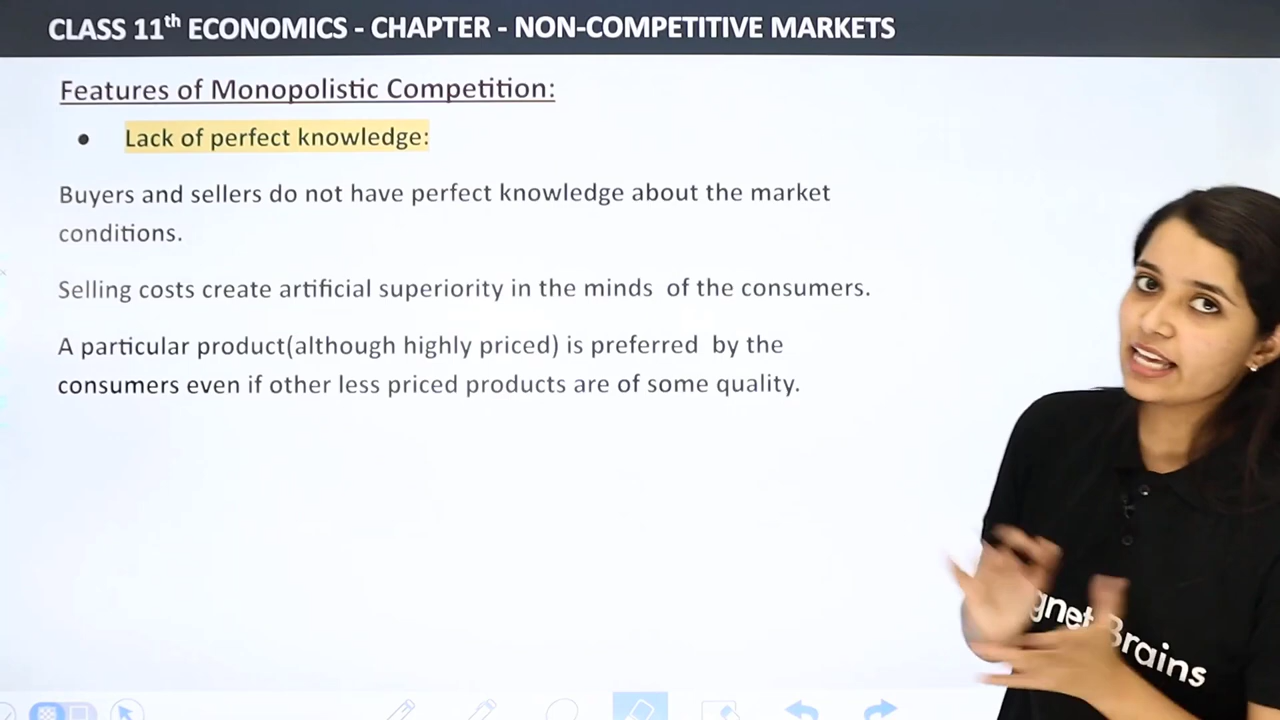 CLASS 11th ECONOMICS - CHAPTER - NON-COMPETITIVE MARKETS
Features of Monopolistic Competition:
• Lack of perfect knowledge:
Buyers and sellers do not have perfect knowledge about the market
conditions.
Selling costs create artificial superiority in the minds of the consumers.
A particular product(although highly priced) is preferred by the
consumers even if other less priced products are of some quality.
gnet Brains